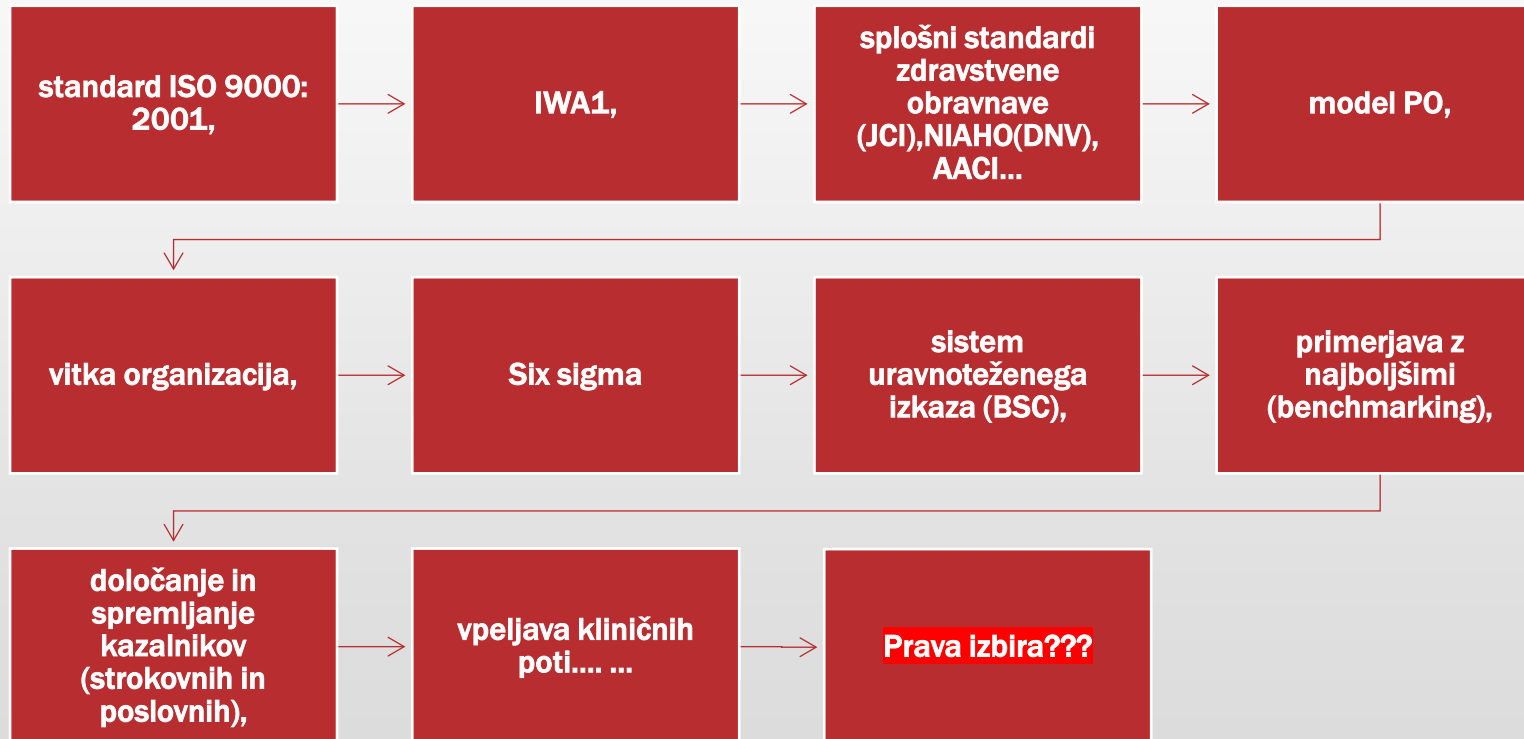 standard ISO 9000:
2001,
IWA1,
splošni standardi
zdravstvene
obravnave
(JCI),NIAHO(DNV),
AACI...
model PO,
vitka organizacija,
Six sigma
sistem
uravnoteženega
izkaza (BSC),
primerjava z
najboljšimi
(benchmarking),
določanje in
spremljanje
kazalnikov
(strokovnih in
poslovnih),
vpeljava kliničnih
poti.... ...
Prava izbira???